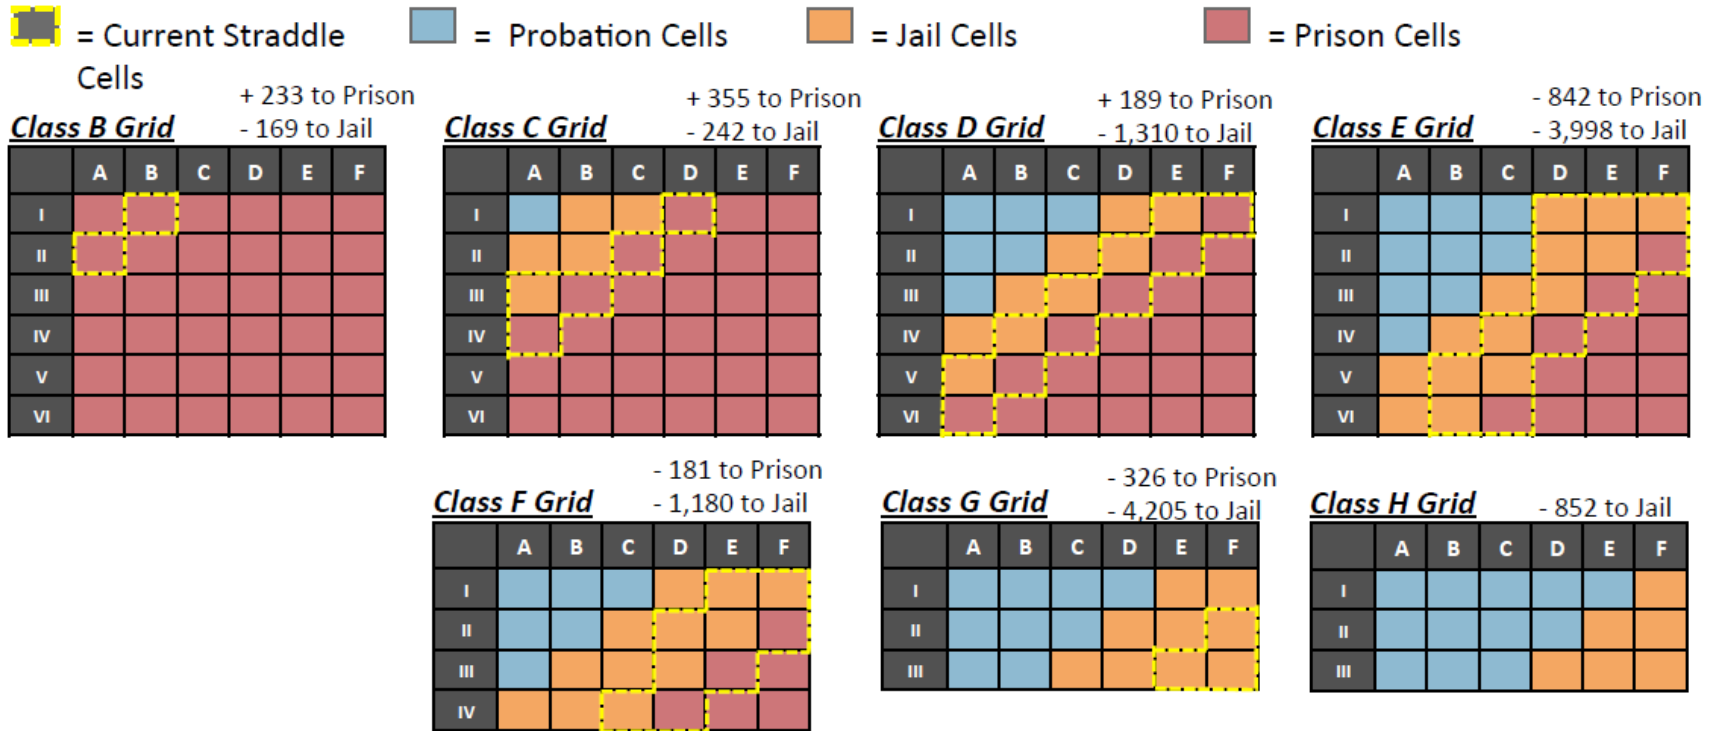 = Current Straddle Cells
= Probation Cells
= Jail Cells
= Prison Cells
Class B Grid
+ 233 to Prison
- 169 to Jail
A B C D E F
I
II
III
IV
V
VI
Class C Grid
+ 355 to Prison
- 242 to Jail
A B C D E F
I
II
III
IV
V
VI
Class D Grid
+ 189 to Prison
- 1,310 to Jail
A B C D E F
I
II
III
IV
V
VI
Class E Grid
- 842 to Prison
- 3,998 to Jail
A B C D E F
I
II
III
IV
V
VI
Class F Grid
- 181 to Prison
- 1,180 to Jail
A B C D E F
I
II
III
IV
Class G Grid
- 326 to Prison
- 4,205 to Jail
A B C D E F
I
II
III
Class H Grid
- 852 to Jail
A B C D E F
I
II
III